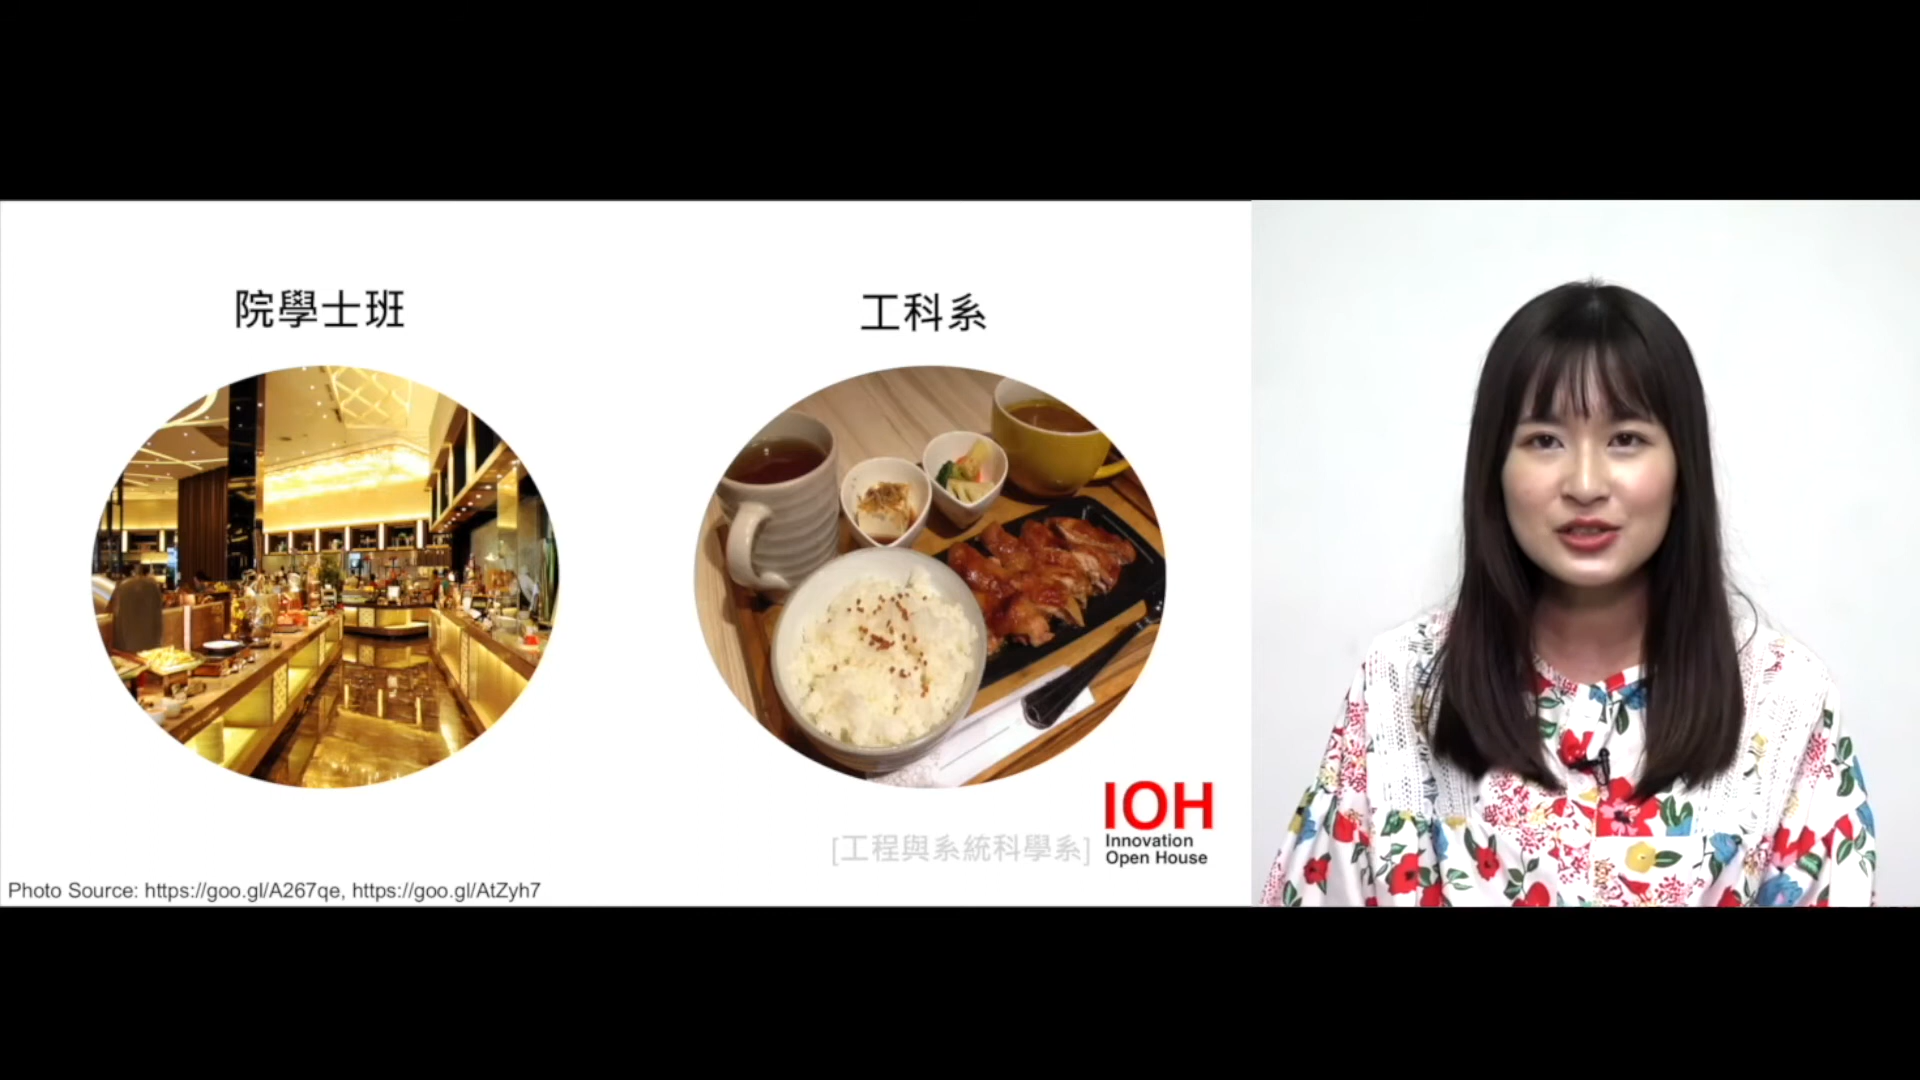 院學士班
工科系
IOH
Innovation
Open House
[工程與系統科學系]
Photo Source: https://goo.gl/A267qe, https://goo.gl/AtZyh7